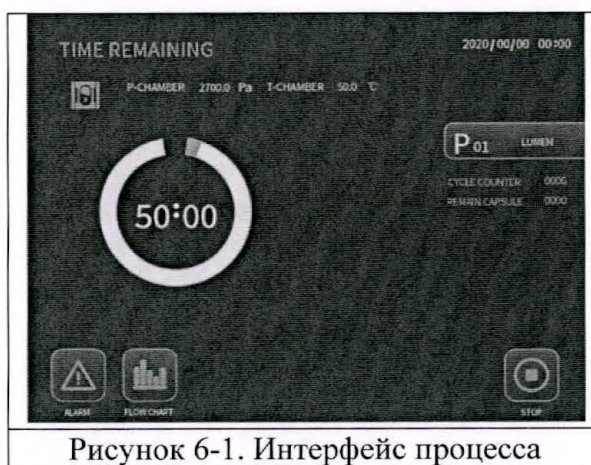 TIME REMAINING
2020/00/00 00:00
P-CHAMBER 2700.0 Pa T-CHAMBER 50.0 ℃
P 01 LUMEN
CYCLE COUNTER 0000
REMAIN CAPSULE 0000
50:00
ALARM
FLOW CHART
STOP
Рисунок 6-1. Интерфейс процесса